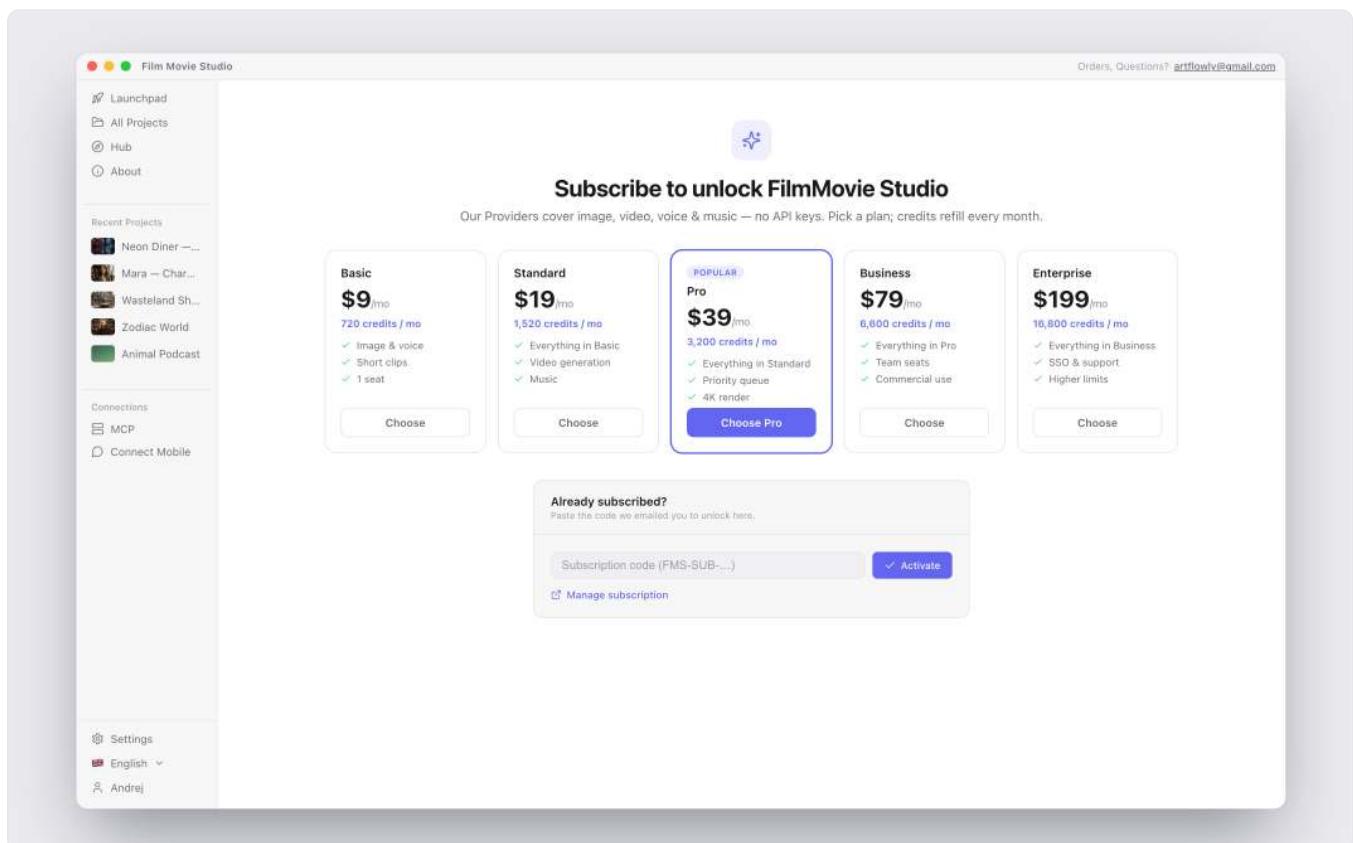 Film Movie Studio
Orders, Questions? artflowlv@gmail.com
Launchpad
All Projects
Hub
About
Recent Projects
Neon Diner —...
Mara — Char...
Wasteland Sh...
Zodiac World
Animal Podcast
Connections
MCP
Connect Mobile
Settings
English
Andrej
Subscribe to unlock FilmMovie Studio
Our Providers cover image, video, voice & music — no API keys. Pick a plan; credits refill every month.
Basic
$9/mo
720 credits / mo
Image & voice
Short clips
1 seat
Choose
Standard
$19/mo
1,520 credits / mo
Everything in Basic
Video generation
Music
Choose
POPULAR
Pro
$39/mo
3,200 credits / mo
Everything in Standard
Priority queue
4K render
Choose Pro
Business
$79/mo
6,600 credits / mo
Everything in Pro
Team seats
Commercial use
Choose
Enterprise
$199/mo
16,800 credits / mo
Everything in Business
SSO & support
Higher limits
Choose
Already subscribed?
Paste the code we emailed you to unlock here.
Subscription code (FMS-SUB-...)
Activate
Manage subscription